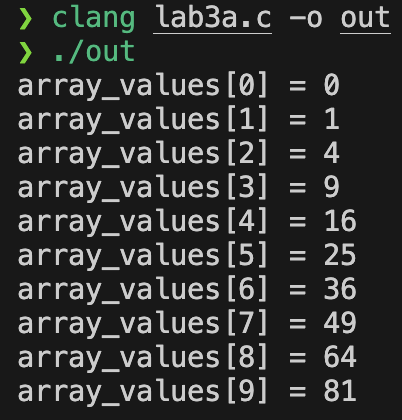 ❯ clang lab3a.c -o out
❯ ./out
array_values[0] = 0
array_values[1] = 1
array_values[2] = 4
array_values[3] = 9
array_values[4] = 16
array_values[5] = 25
array_values[6] = 36
array_values[7] = 49
array_values[8] = 64
array_values[9] = 81